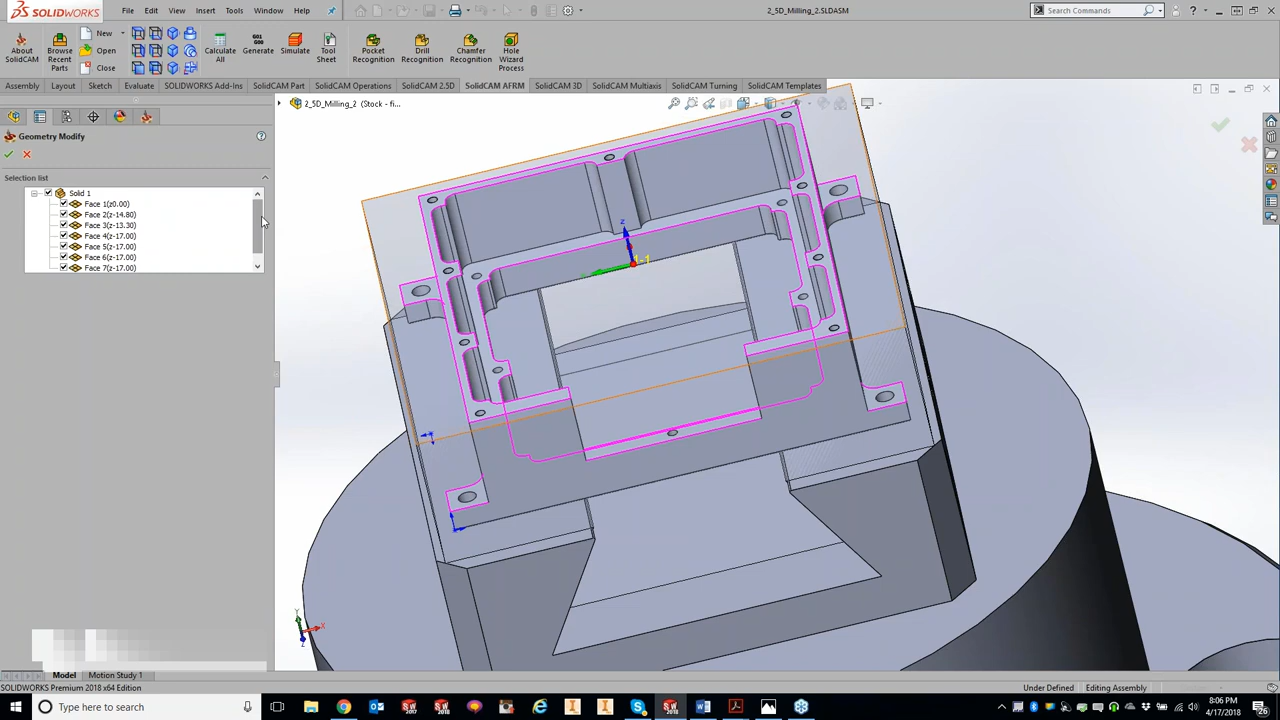 SOLIDWORKS File Edit View Insert Tools Window Help 2_5D_Milling_2.SLDASM Search Commands
About SolidCAM
Browse Recent Parts
New
Open
Close
Calculate All
G01 G00
Generate
Simulate
Tool Sheet
Pocket Recognition
Drill Recognition
Chamfer Recognition
Hole Wizard Process
Assembly Layout Sketch Evaluate SOLIDWORKS Add-Ins SolidCAM Part SolidCAM Operations SolidCAM 2.5D SolidCAM AFRM SolidCAM 3D SolidCAM Multiaxis SolidCAM Turning SolidCAM Templates
2_5D_Milling_2 (Stock - fi...
Geometry Modify
Selection list
Solid 1
Face 1(z0.00)
Face 2(z-14.80)
Face 3(z-13.30)
Face 4(z-17.00)
Face 5(z-17.00)
Face 6(z-17.00)
Face 7(z-17.00)
z
1-1
Y
X
Z
Model Motion Study 1
SOLIDWORKS Premium 2018 x64 Edition Under Defined Editing Assembly
Type here to search
8:06 PM
4/17/2018